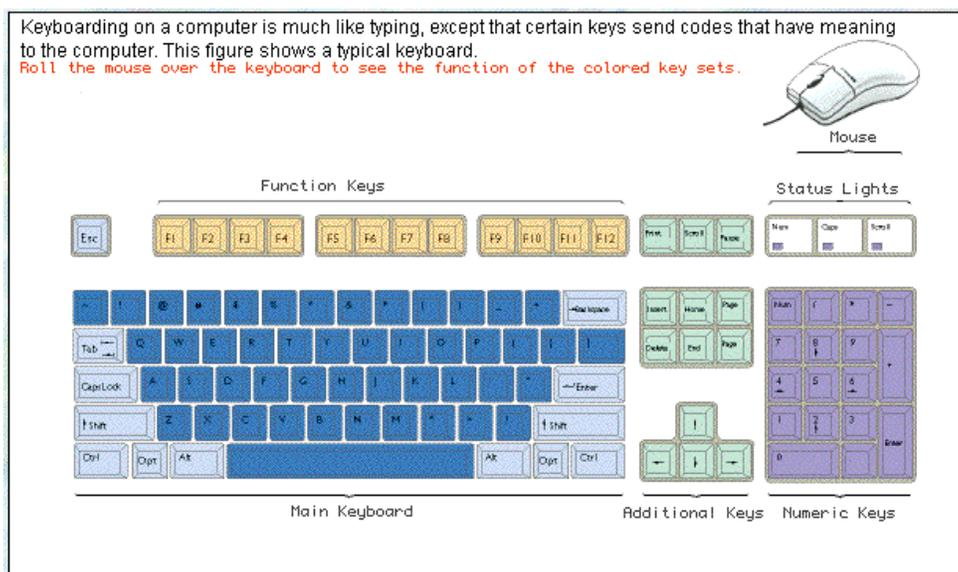 Keyboarding on a computer is much like typing, except that certain keys send codes that have meaning
to the computer. This figure shows a typical keyboard.
Roll the mouse over the keyboard to see the function of the colored key sets.
Mouse
Function Keys
Status Lights
Esc F1 F2 F3 F4 F5 F6 F7 F8 F9 F10 F11 F12 Print Scroll Pause Num Caps Scroll
~ ! @ # $ % ^ & * ( ) _ + Backspace Insert Home Page Num / * -
Tab Q W E R T Y U I O P Delete End Page 7 8 9 +
Caps Lock A S D F G H J K L Enter 4 5 6
Shift Z X C V B N M Shift 1 2 3 Enter
Ctrl Opt Alt Alt Opt Ctrl 0
Main Keyboard
Additional Keys
Numeric Keys